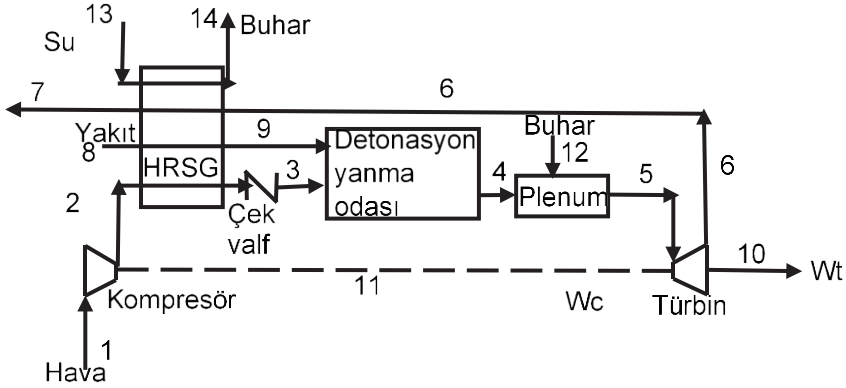 13
14 Buhar
Su
7
6
Yakıt
8
9
Buhar
12
HRSG
Detonasyon
yanma
odası
2
3
4
Plenum
5
6
Çek
valf
10
Wt
Kompresör
11
Wc
Türbin
1
Hava